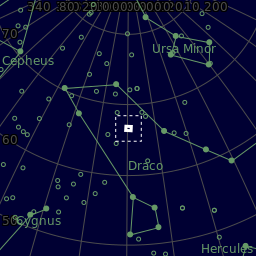 70
Ursa Minor
Cepheus
60
Draco
50
Cygnus
Hercules